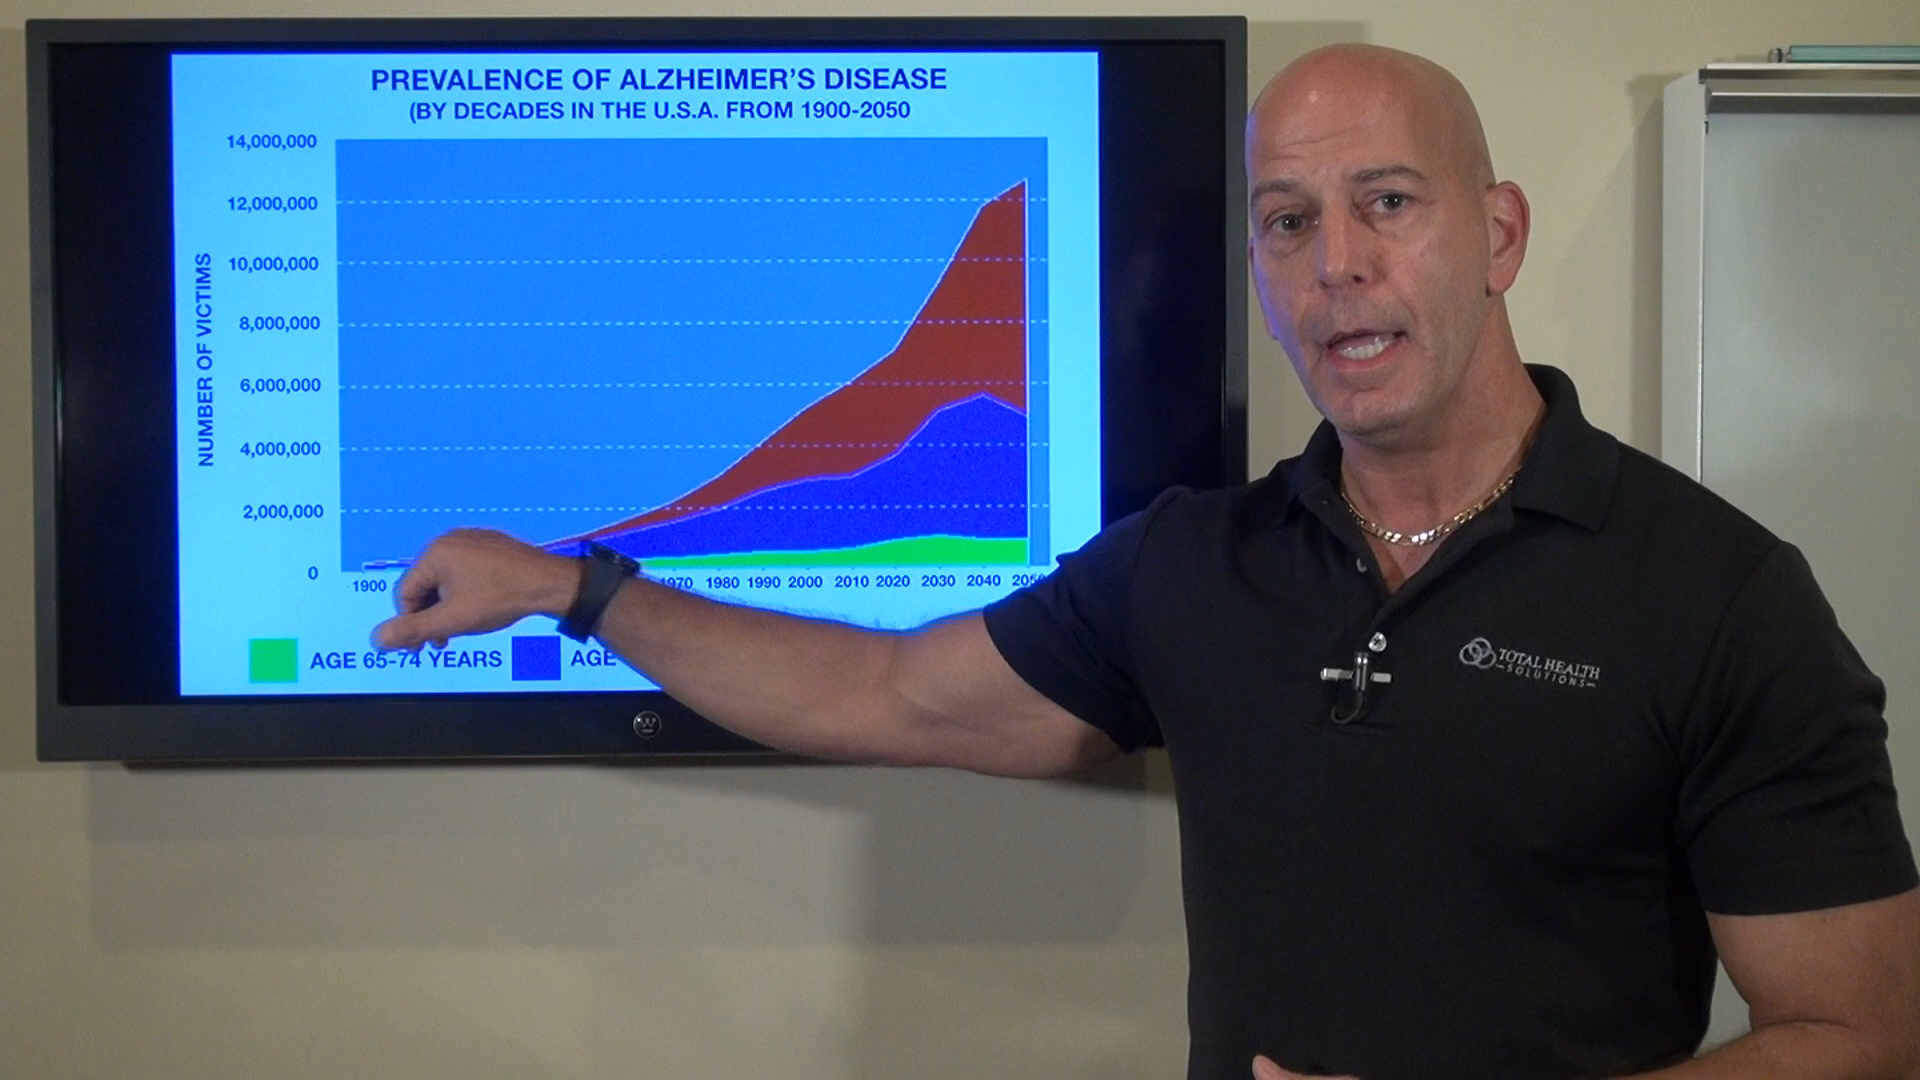 PREVALENCE OF ALZHEIMER'S DISEASE
(BY DECADES IN THE U.S.A. FROM 1900-2050
NUMBER OF VICTIMS
14,000,000
12,000,000
10,000,000
8,000,000
6,000,000
4,000,000
2,000,000
0
1900 1970 1980 1990 2000 2010 2020 2030 2040 2050
AGE 65-74 YEARS AGE
W
TOTAL HEALTH
-SOLUTIONS-